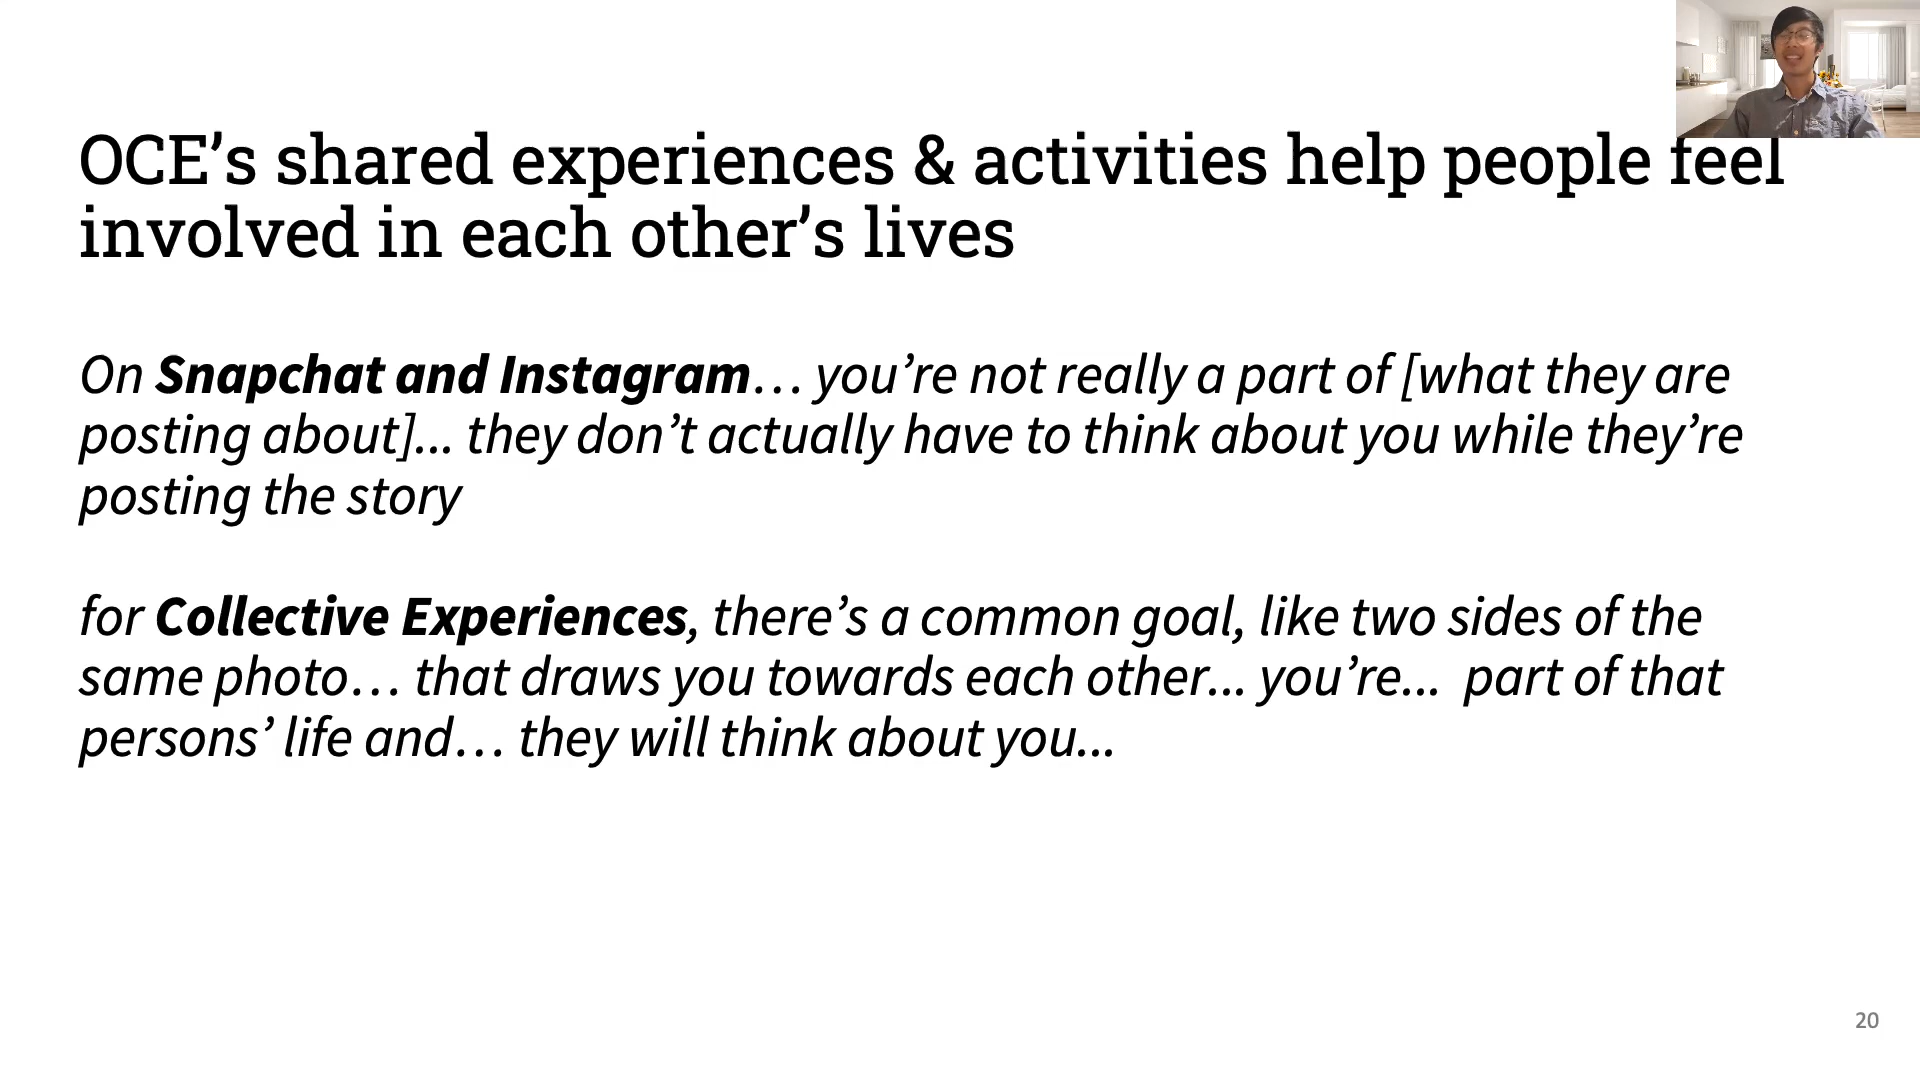 OCE’s shared experiences & activities help people feel
involved in each other’s lives
On Snapchat and Instagram… you’re not really a part of [what they are
posting about]... they don’t actually have to think about you while they’re
posting the story
for Collective Experiences, there’s a common goal, like two sides of the
same photo… that draws you towards each other... you’re... part of that
persons’ life and… they will think about you...
20